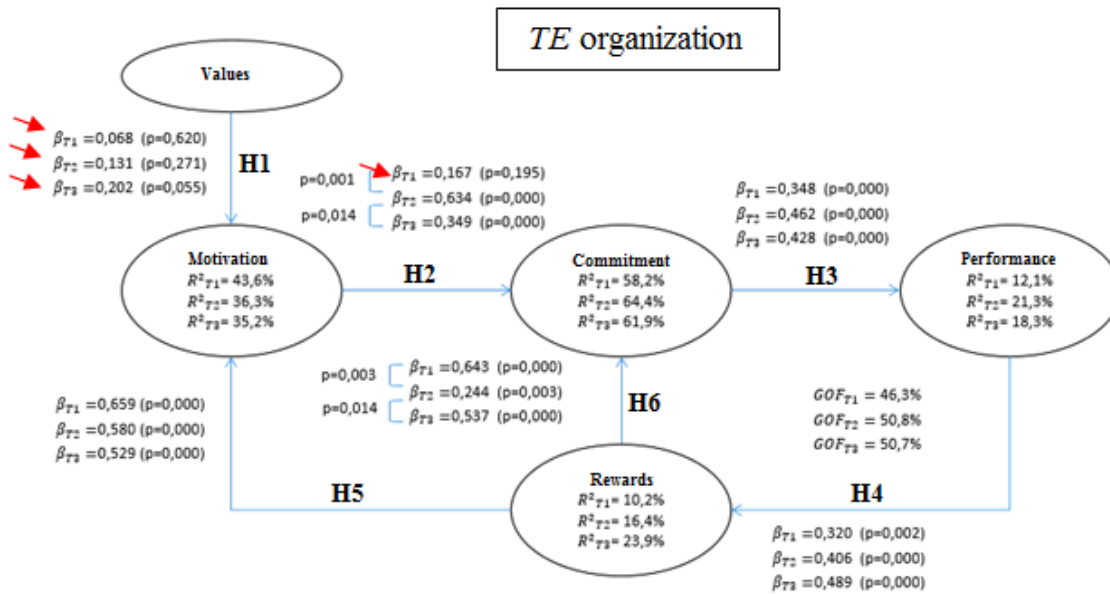 TE organization
Values
β_T1 =0,068 (p=0,620)
β_T2 =0,131 (p=0,271)
β_T3 =0,202 (p=0,055)
H1
p=0,001
p=0,014
β_T1 =0,167 (p=0,195)
β_T2 =0,634 (p=0,000)
β_T3 =0,349 (p=0,000)
β_T1 =0,348 (p=0,000)
β_T2 =0,462 (p=0,000)
β_T3 =0,428 (p=0,000)
Motivation
R²_T1= 43,6%
R²_T2= 36,3%
R²_T3= 35,2%
H2
Commitment
R²_T1= 58,2%
R²_T2= 64,4%
R²_T3= 61,9%
H3
Performance
R²_T1= 12,1%
R²_T2= 21,3%
R²_T3= 18,3%
p=0,003
p=0,014
β_T1 =0,643 (p=0,000)
β_T2 =0,244 (p=0,003)
β_T3 =0,537 (p=0,000)
H6
β_T1 =0,659 (p=0,000)
β_T2 =0,580 (p=0,000)
β_T3 =0,529 (p=0,000)
GOF_T1 = 46,3%
GOF_T2 = 50,8%
GOF_T3 = 50,7%
H5
Rewards
R²_T1= 10,2%
R²_T2= 16,4%
R²_T3= 23,9%
H4
β_T1 =0,320 (p=0,002)
β_T2 =0,406 (p=0,000)
β_T3 =0,489 (p=0,000)